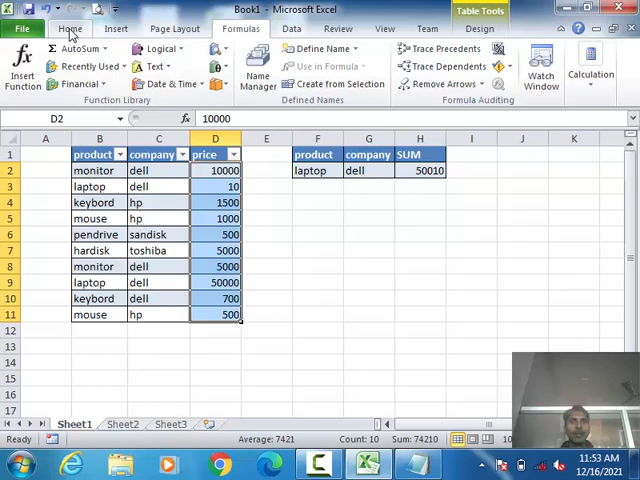 Book1 - Microsoft Excel
Table Tools
File Home Insert Page Layout Formulas Data Review View Team Design
fx Insert Function
Σ AutoSum
Recently Used
Financial
Logical
Text
Date & Time
Function Library
Name Manager
Define Name
Use in Formula
Create from Selection
Defined Names
Trace Precedents
Trace Dependents
Remove Arrows
Formula Auditing
Watch Window
Calculation
D2 fx 10000
A B C D E F G H I J K
1 product company price product company SUM
2 monitor dell 10000 laptop dell 50010
3 laptop dell 10
4 keybord hp 1500
5 mouse hp 1000
6 pendrive sandisk 500
7 hardisk toshiba 5000
8 monitor dell 5000
9 laptop dell 50000
10 keybord dell 700
11 mouse hp 500
12
13
14
15
16
17
Sheet1 Sheet2 Sheet3
Ready Average: 7421 Count: 10 Sum: 74210
11:53 AM
12/16/2021